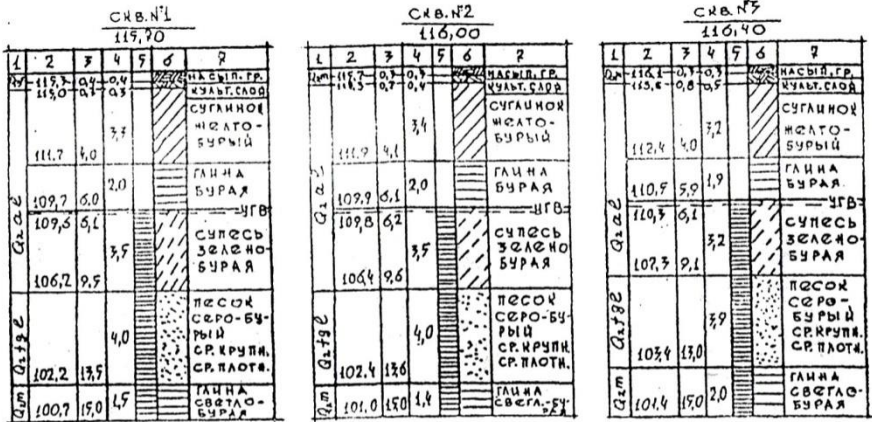 СКВ.№1
115,70
1 2 3 4 5 6 7
115,3 0,4 0,4 НАСЫП. ГР.
115,0 КУЛЬТ. СЛОЙ
111.7 4,0 3,3 СУГЛИНОК
ЖЕЛТО-
БУРЫЙ
109,7 6.0 2,0 ГЛИНА
БУРАЯ
УГВ
109,6 6,1
Q₂al
106,2 9,5 3,5 СУПЕСЬ
ЗЕЛЕНО-
БУРАЯ
Q₂fgl
102,2 13,5 4,0 ПЕСОК
СЕРО-БУ-
РЫЙ
СР. КРУПН.
СР. ПЛОТН.
Q₂m 100,7 15,0 1,5 ГЛИНА
СВЕТЛО-
БУРАЯ
СКВ.№2
116,00
1 2 3 4 5 6 7
115,7 0,3 0,3 НАСЫП. ГР.
0,7 0,4 КУЛЬТ. СЛОЙ
111.9 4,1 3,4 СУГЛИНОК
ЖЕЛТО-
БУРЫЙ
109,9 6,1 2,0 ГЛИНА
БУРАЯ
УГВ
109,8 6,2
106,4 9,6 3,5 СУПЕСЬ
ЗЕЛЕНО-
БУРАЯ
Q₂fgl
102.4 13,6 4,0 ПЕСОК
СЕРО-БУ-
РЫЙ
СР. КРУПН.
СР. ПЛОТН.
Q₂m 101.0 15,0 1,4 ГЛИНА
СВЕТЛ.-БУ-
РАЯ
СКВ.№3
116,40
1 2 3 4 5 6 7
116,1 0,3 0,3 НАСЫП. ГР.
115,6 0,8 0,5 КУЛЬТ. СЛОЙ
112,4 4,0 3,2 СУГЛИНОК
ЖЕЛТО-
БУРЫЙ
110,5 5,9 1,9 ГЛИНА
БУРАЯ
УГВ
110,3 6,1
Q₂al
107,3 9,1 3,2 СУПЕСЬ
ЗЕЛЕНО-
БУРАЯ
Q₂fgl
103,4 13,0 3,9 ПЕСОК
СЕРО-
БУРЫЙ
СР. КРУПН.
СР. ПЛОТН.
Q₂m 101.4 15,0 2,0 ГЛИНА
СВЕТЛО-
БУРАЯ